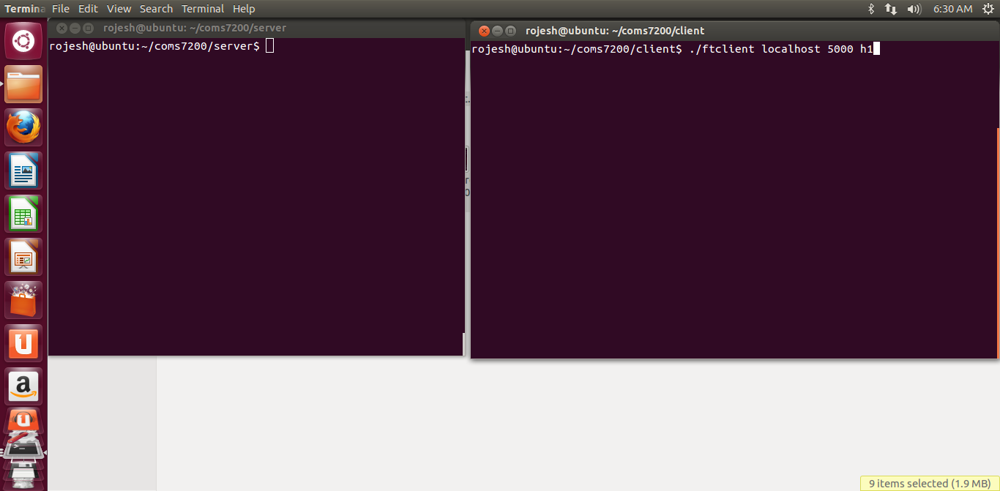 Termina File Edit View Search Terminal Help 6:30 AM
rojesh@ubuntu: ~/coms7200/server
rojesh@ubuntu:~/coms7200/server$
rojesh@ubuntu: ~/coms7200/client
rojesh@ubuntu:~/coms7200/client$ ./ftclient localhost 5000 h1
9 items selected (1.9 MB)